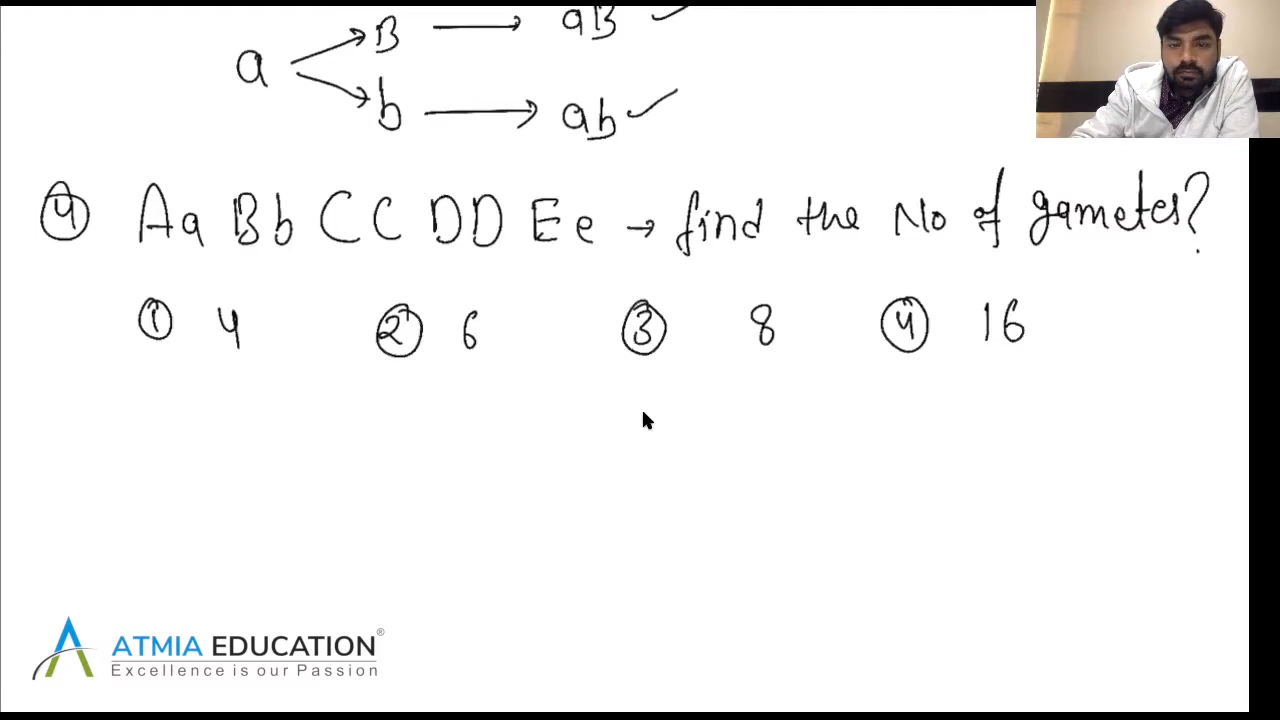 B → aB ✓
a
b → ab ✓
④ Aa Bb CC DD Ee → find the No of gametes?
① 4 ② 6 ③ 8 ④ 16
ATMIA EDUCATION®
Excellence is our Passion